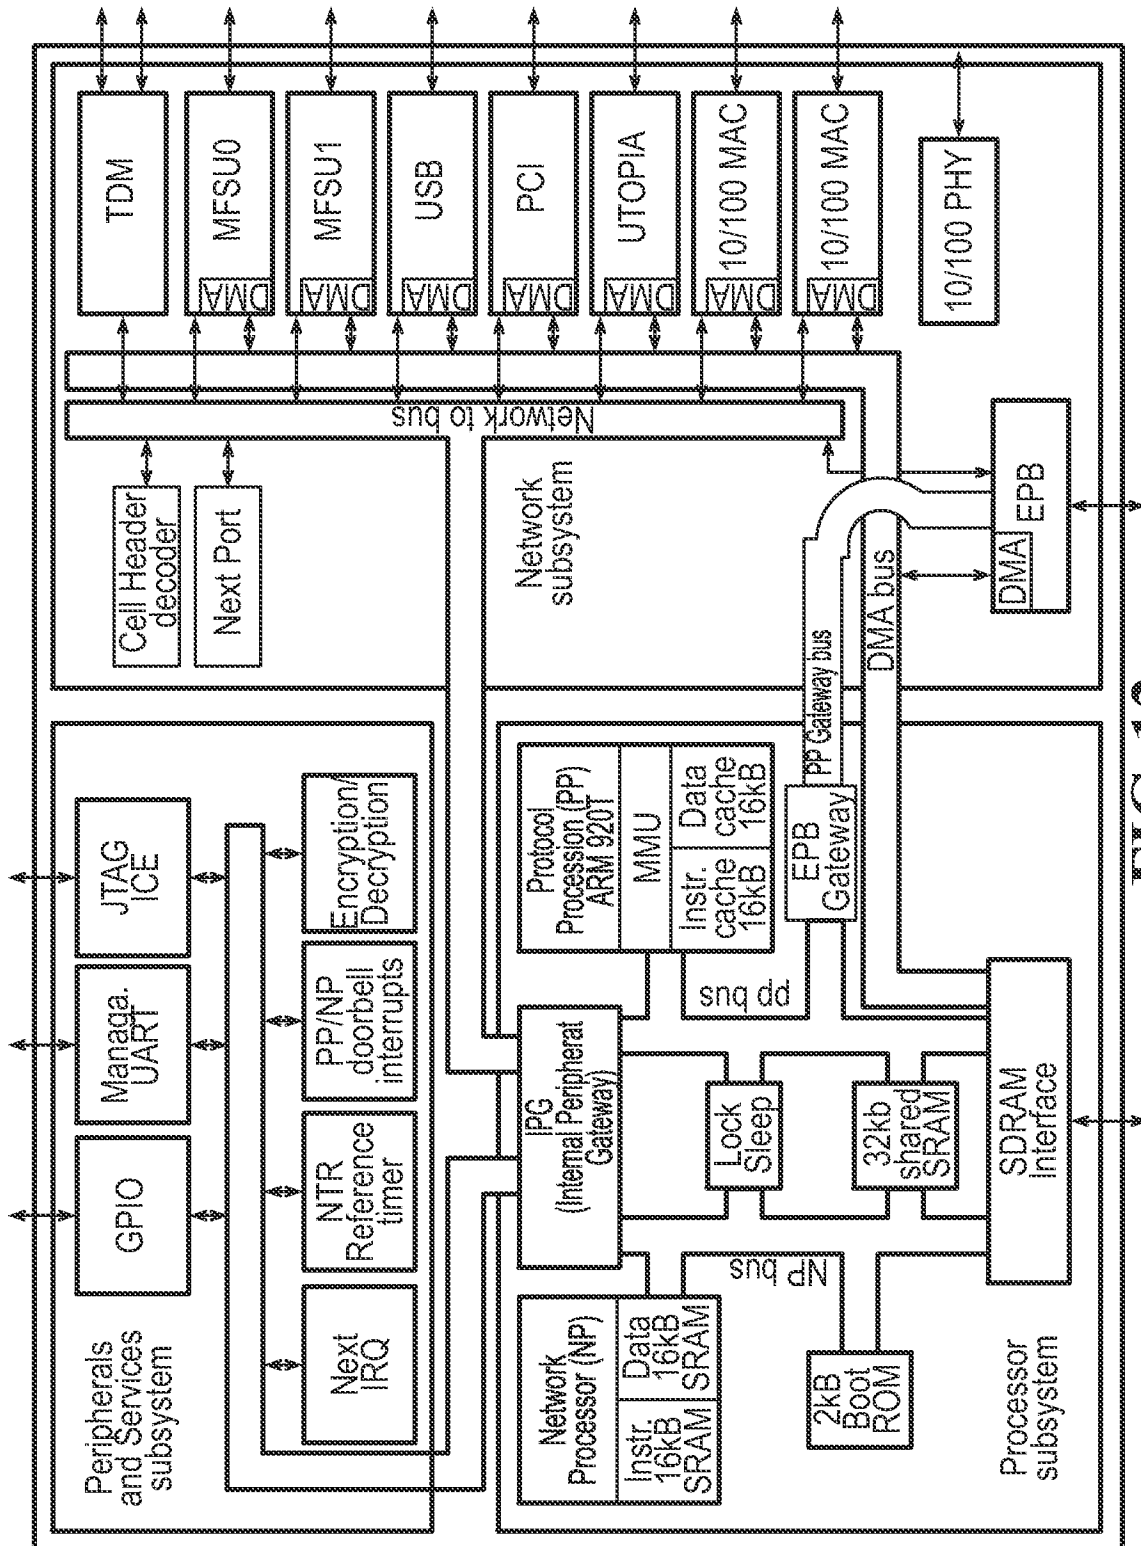 Peripherals
and Services
subsystem
GPIO
Managa.
UART
JTAG
ICE
Next
IRQ
NTR
Reference
timer
PP/NP
doorbell
interrupts
Encryption/
Decryption
Cell Header
decoder
Next Port
Network to bus
TDM
MFSU0
DMA
MFSU1
DMA
USB
DMA
PCI
DMA
UTOPIA
DMA
10/100 MAC
DMA
10/100 MAC
DMA
10/100 PHY
Network
subsystem
DMA
EPB
PP Gateway bus
DMA bus
Network
Processor (NP)
Instr.
16kB
SRAM
Data
16kB
SRAM
IPG
(Internal Peripherat
Gateway)
Protocol
Procession (PP)
ARM 920T
MMU
Instr.
cache
16kB
Data
cache
16kB
NP bus
pp bus
EPB
Gateway
Lock
Sleep
2kB
Boot
ROM
32kb
shared
SRAM
SDRAM
Interface
Processor
subsystem